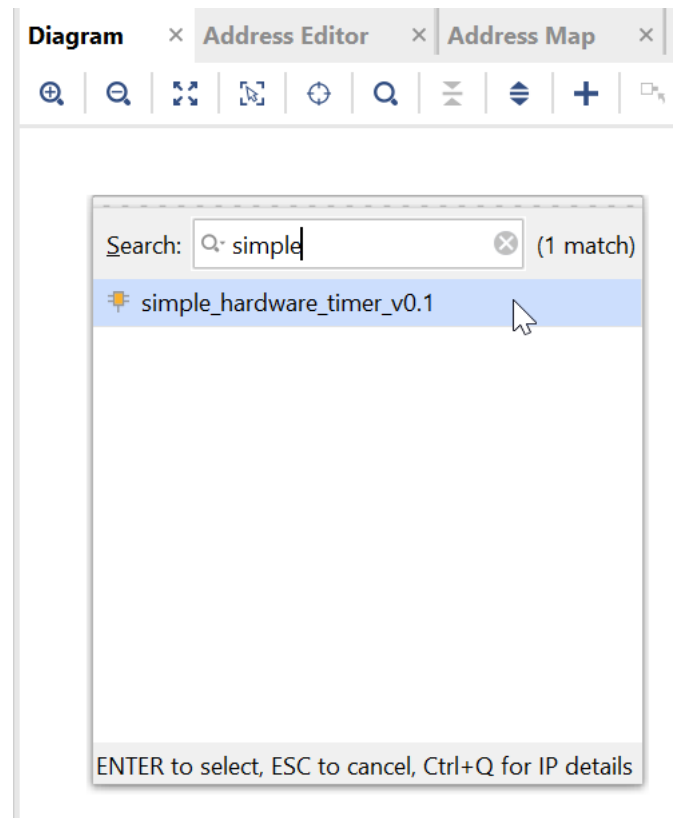 Diagram × Address Editor × Address Map ×
Search: simple (1 match)
simple_hardware_timer_v0.1
ENTER to select, ESC to cancel, Ctrl+Q for IP details